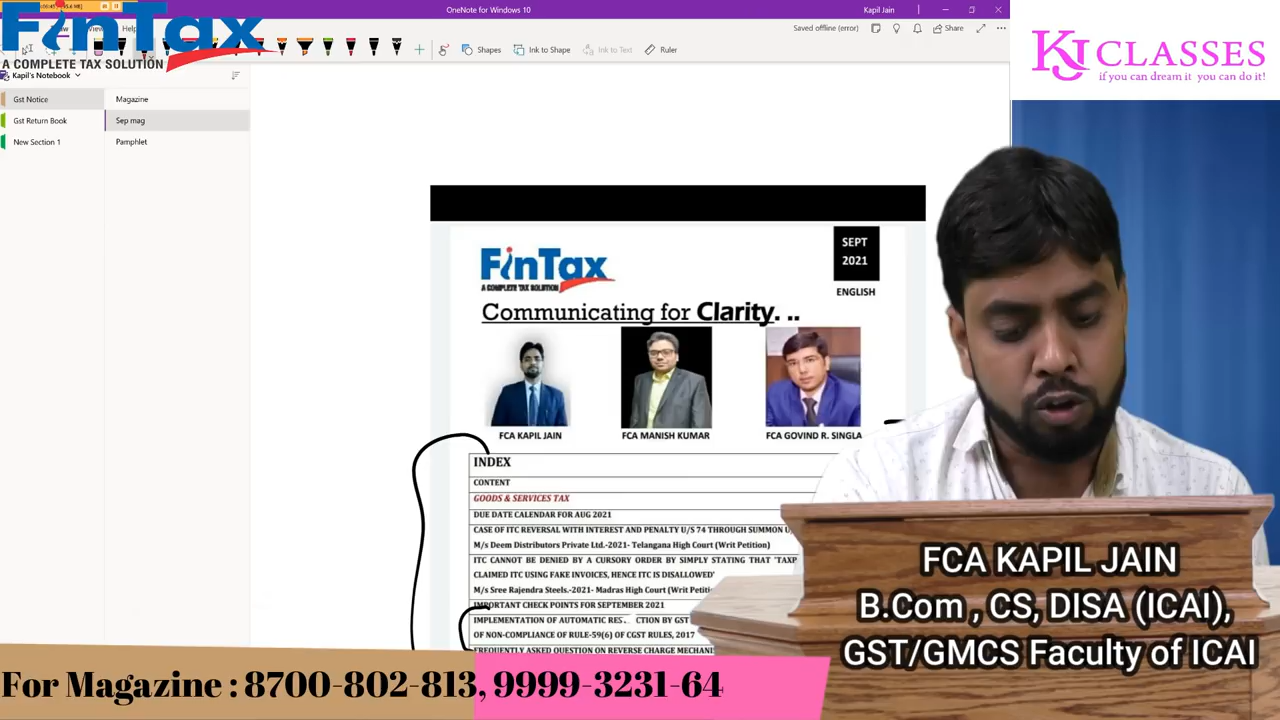 OneNote for Windows 10
Kapil Jain
Help
Saved offline (error)
Share
FinTax
A COMPLETE TAX SOLUTION
Shapes
Ink to Shape
Ink to Text
Ruler
Kapil's Notebook
Gst Notice
Gst Return Book
New Section 1
Magazine
Sep mag
Pamphlet
KJ CLASSES
if you can dream it you can do it!
FinTax
A COMPLETE TAX SOLUTION
SEPT
2021
ENGLISH
Communicating for Clarity. ..
FCA KAPIL JAIN
FCA MANISH KUMAR
FCA GOVIND R. SINGLA
INDEX
CONTENT
GOODS & SERVICES TAX
DUE DATE CALENDAR FOR AUG 2021
CASE OF ITC REVERSAL WITH INTEREST AND PENALTY U/S 74 THROUGH SUMMON
M/s Deem Distributors Private Ltd.-2021- Telangana High Court (Writ Petition)
ITC CANNOT BE DENIED BY A CURSORY ORDER BY SIMPLY STATING THAT 'TAXP
CLAIMED ITC USING FAKE INVOICES, HENCE ITC IS DISALLOWED'
M/s Sree Rajendra Steels.-2021- Madras High Court (Writ Petiti
IMPORTANT CHECK POINTS FOR SEPTEMBER 2021
IMPLEMENTATION OF AUTOMATIC RES CTION BY GST
OF NON-COMPLIANCE OF RULE-59(6) OF CGST RULES, 2017
FREQUENTLY ASKED QUESTION ON REVERSE CHARGE MECHANI
FCA KAPIL JAIN
B.Com , CS, DISA (ICAI),
GST/GMCS Faculty of ICAI
For Magazine : 8700-802-813, 9999-3231-64